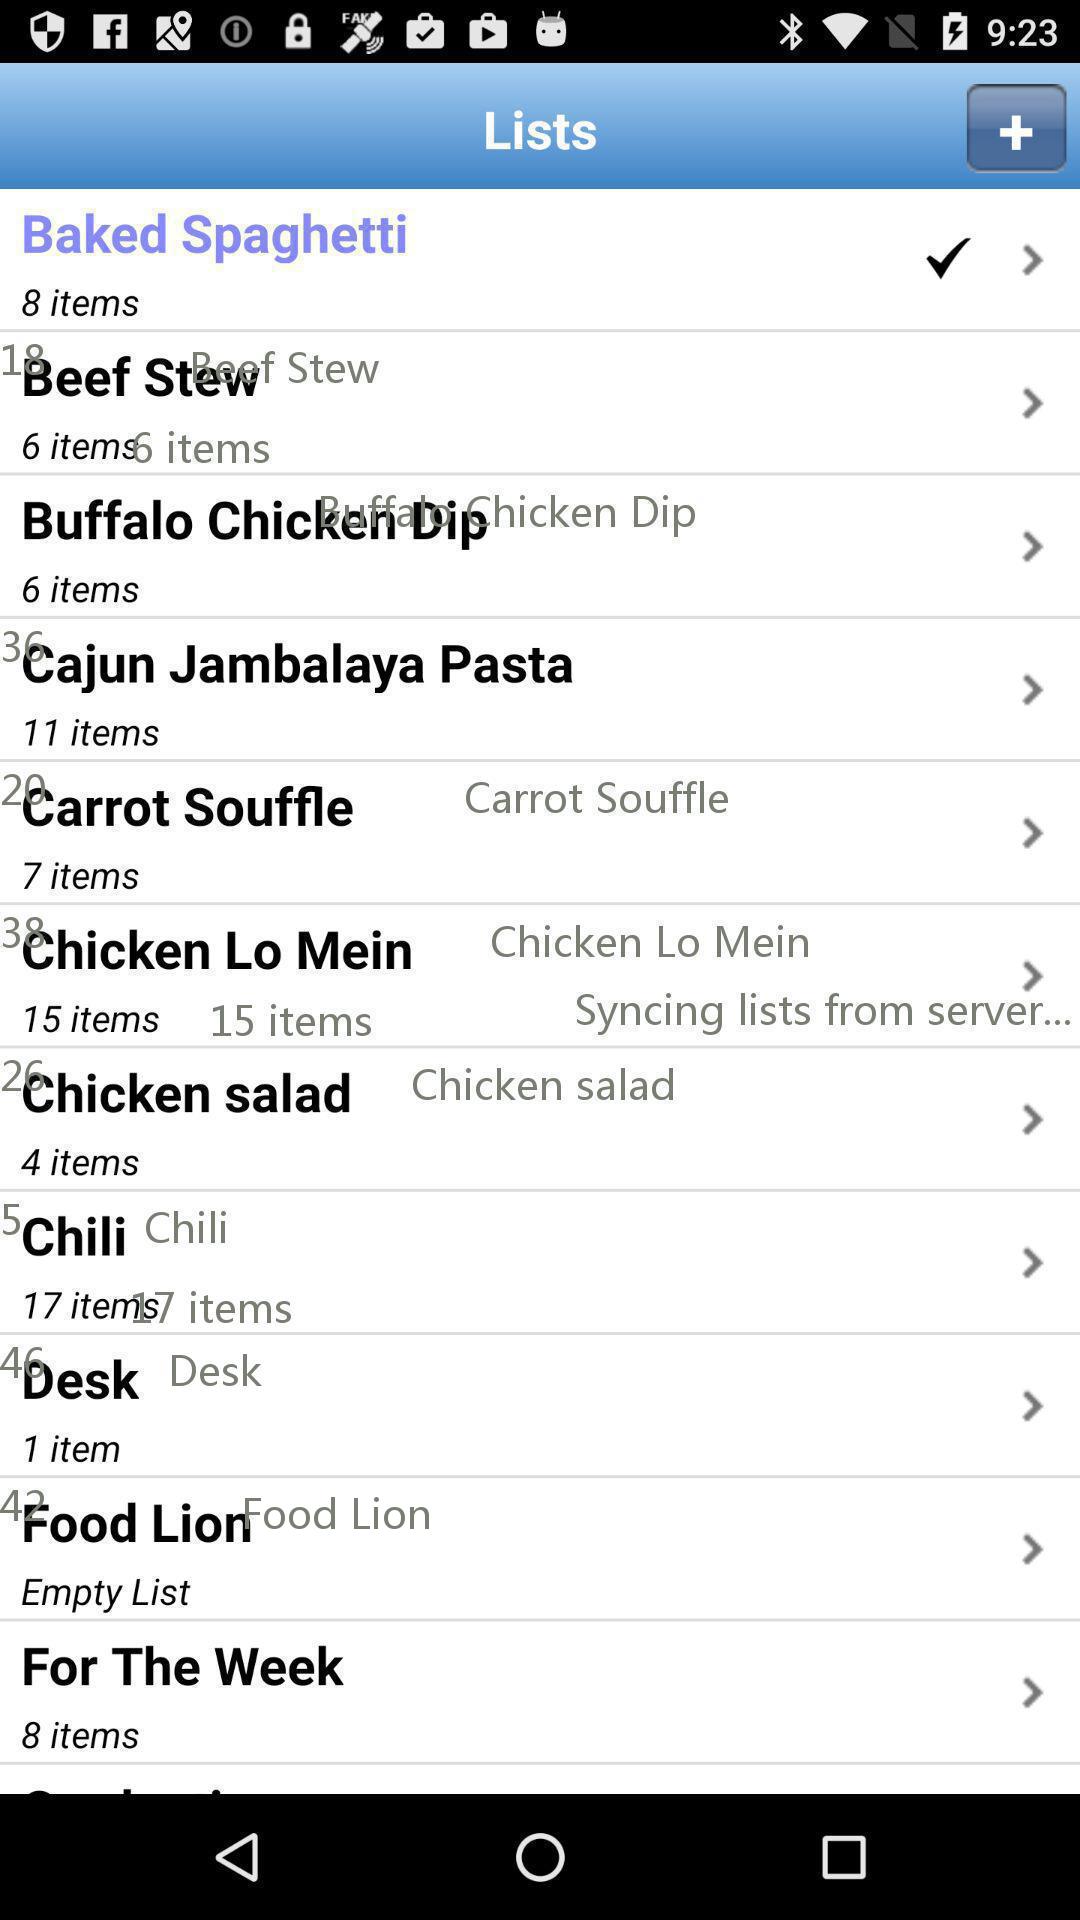 FAKE
9:23
Lists
Baked Spaghetti
8 items
18
Beef Stew Beef Stew
6 items 6 items
Buffalo Chicken Dip Buffalo Chicken Dip
6 items
36
Cajun Jambalaya Pasta
11 items
20
Carrot Souffle Carrot Souffle
7 items
38
Chicken Lo Mein Chicken Lo Mein
15 items 15 items Syncing lists from server...
26
Chicken salad Chicken salad
4 items
5
Chili Chili
17 items 17 items
46
Desk Desk
1 item
42
Food Lion Food Lion
Empty List
For The Week
8 items